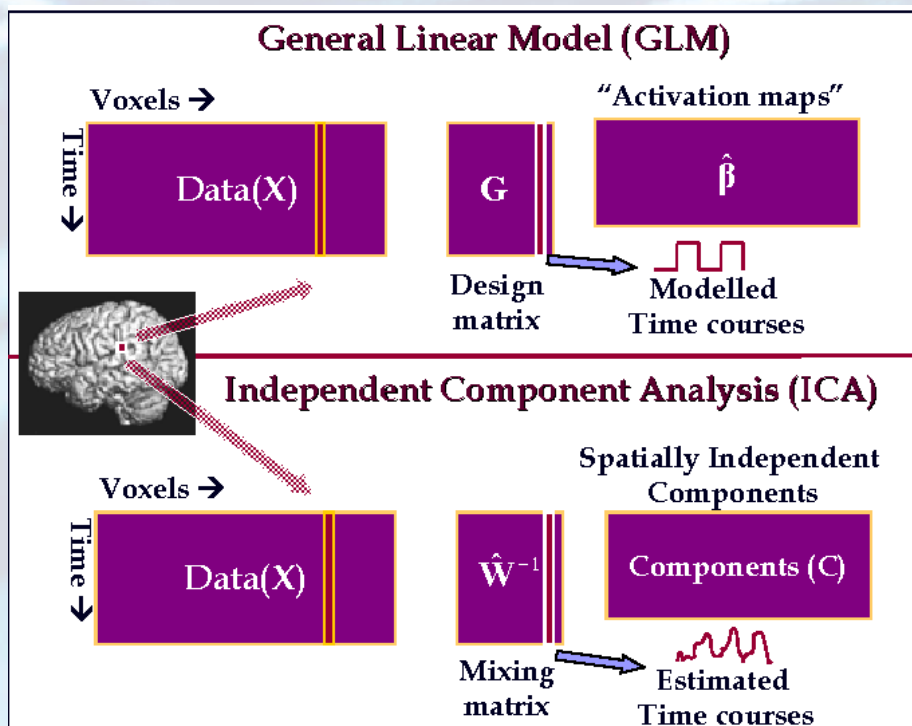 General Linear Model (GLM)
Voxels →
"Activation maps"
Time →
Data(X)
G
β̂
Design
matrix
Modelled
Time courses
Independent Component Analysis (ICA)
Spatially Independent
Components
Voxels →
Time →
Data(X)
Ŵ⁻¹
Components (C)
Mixing
matrix
Estimated
Time courses